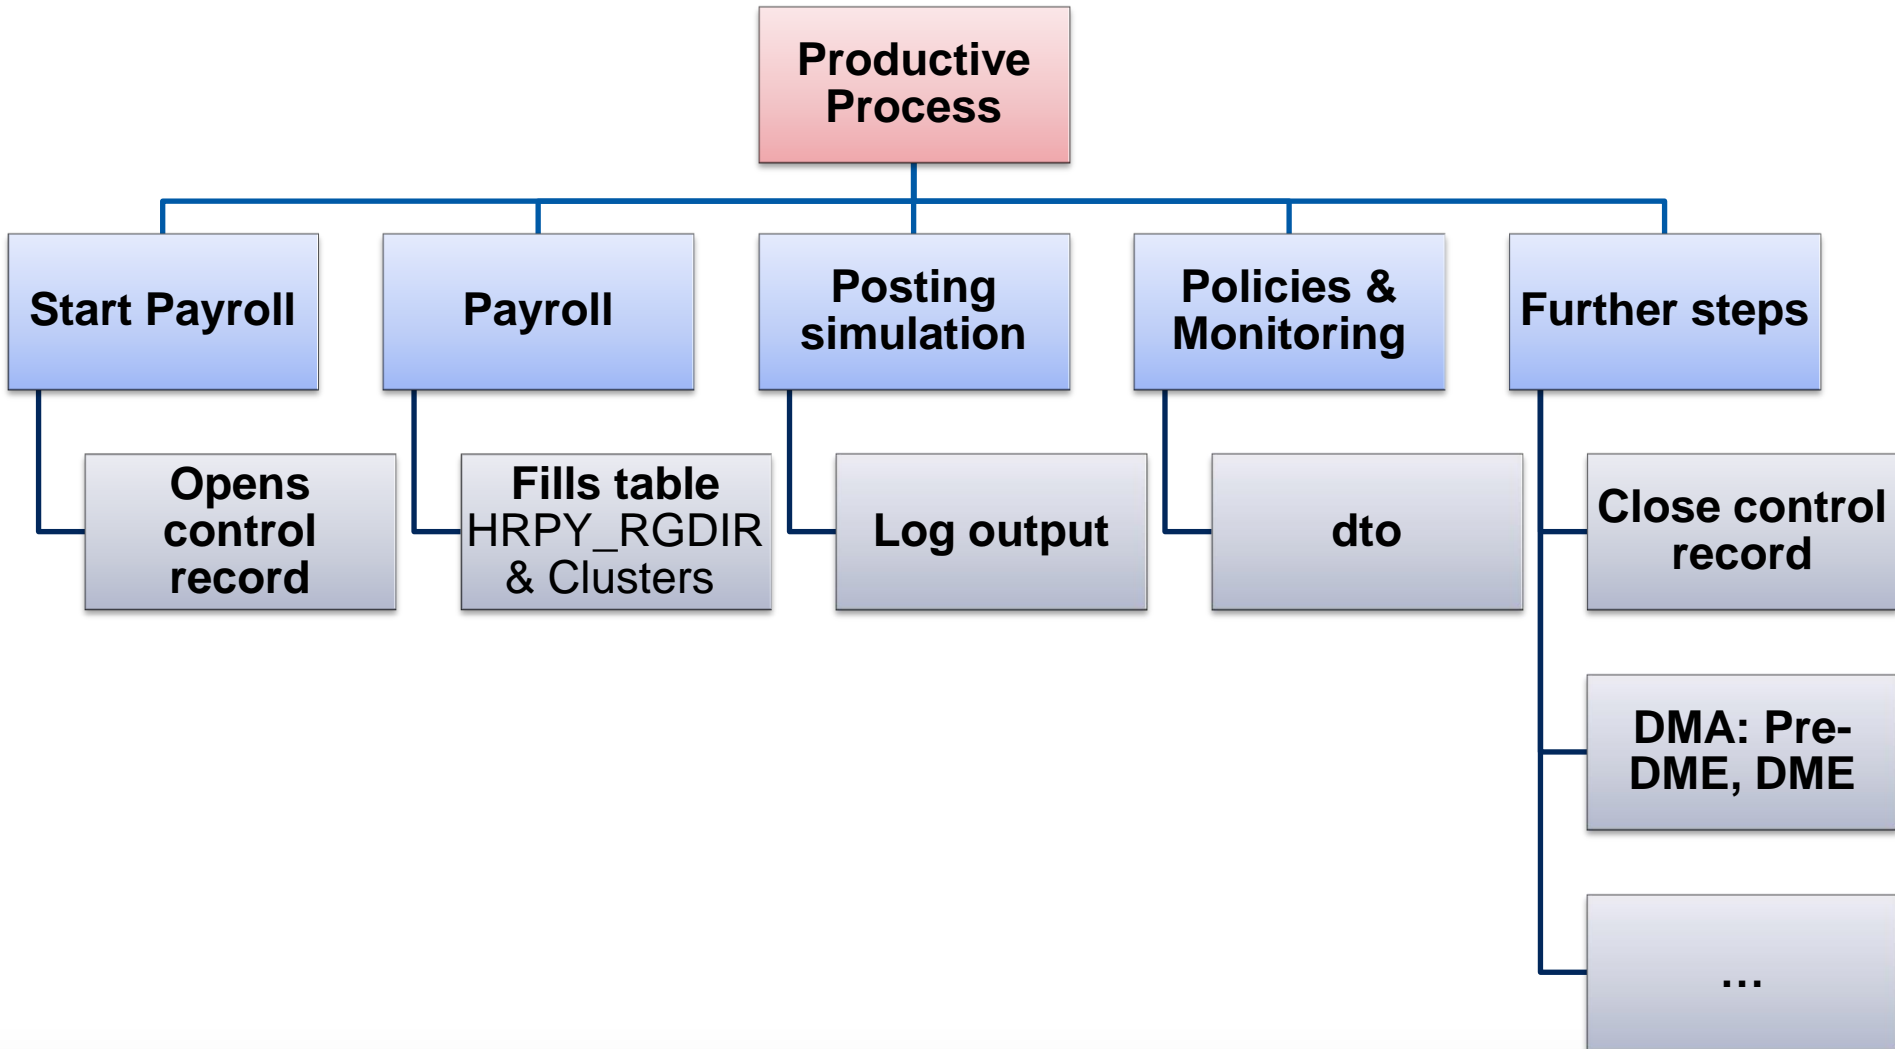 Productive
Process
Start Payroll
Payroll
Posting
simulation
Policies &
Monitoring
Further steps
Opens
control
record
Fills table
HRPY_RGDIR
& Clusters
Log output
dto
Close control
record
DMA: Pre-
DME, DME
...